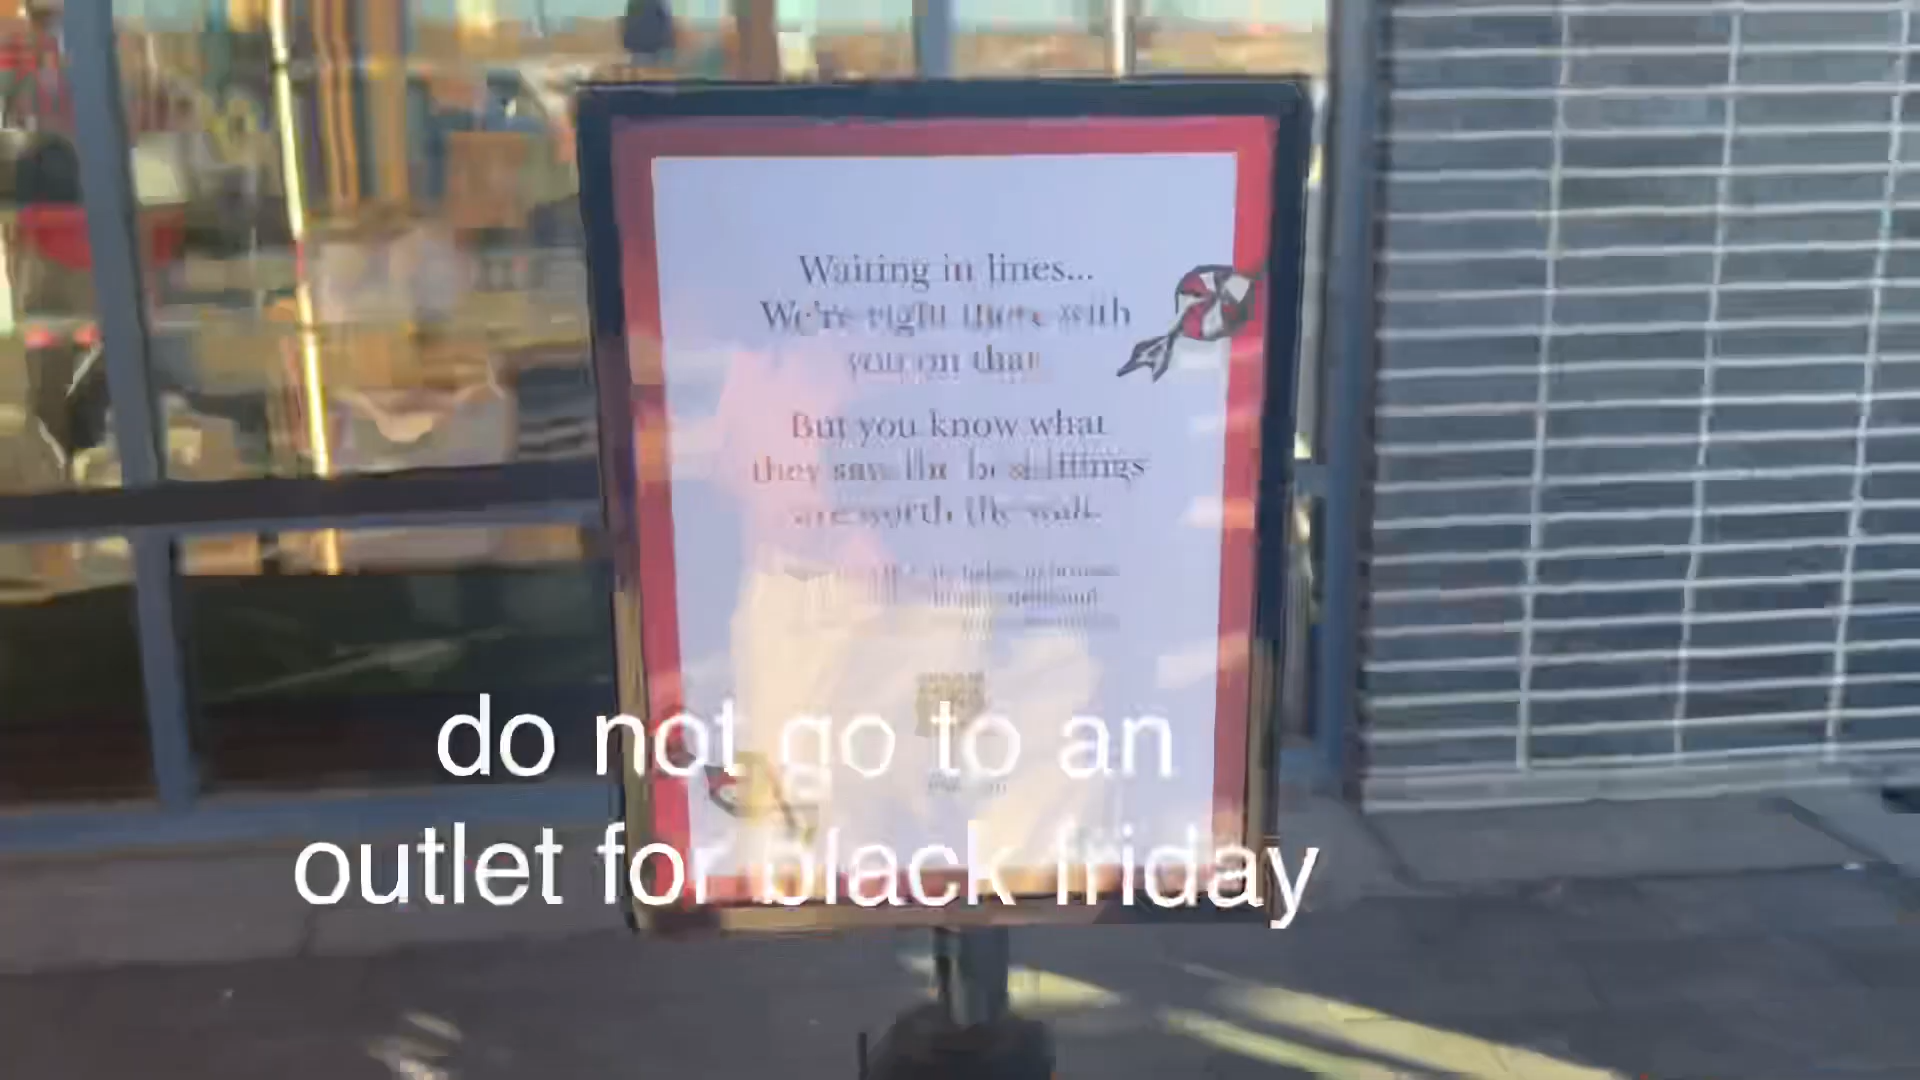 Waiting in lines...
We're right there with
you on that.
But you know what
they say the best things
are worth the wait.
do not go to an
outlet for black friday